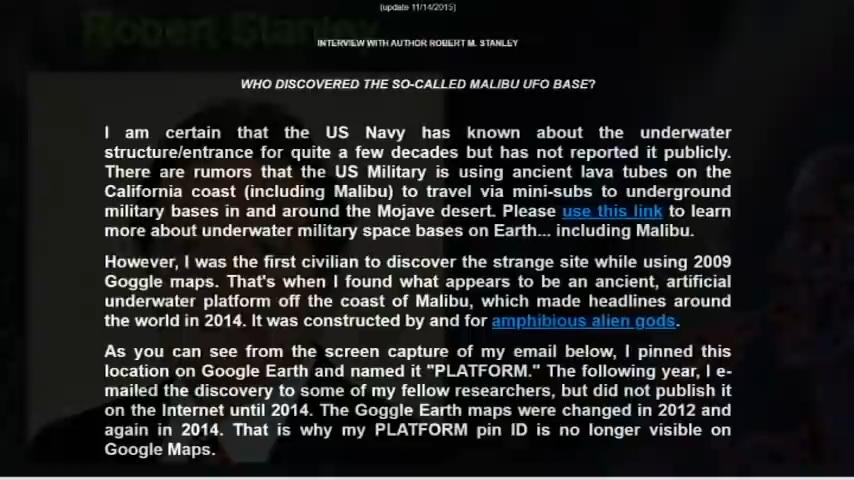 (update 11/14/2015)
Robert Stanley
INTERVIEW WITH AUTHOR ROBERT M. STANLEY
WHO DISCOVERED THE SO-CALLED MALIBU UFO BASE?
I am certain that the US Navy has known about the underwater
structure/entrance for quite a few decades but has not reported it publicly.
There are rumors that the US Military is using ancient lava tubes on the
California coast (including Malibu) to travel via mini-subs to underground
military bases in and around the Mojave desert. Please use this link to learn
more about underwater military space bases on Earth... including Malibu.
However, I was the first civilian to discover the strange site while using 2009
Goggle maps. That's when I found what appears to be an ancient, artificial
underwater platform off the coast of Malibu, which made headlines around
the world in 2014. It was constructed by and for amphibious alien gods.
As you can see from the screen capture of my email below, I pinned this
location on Google Earth and named it "PLATFORM." The following year, I e-
mailed the discovery to some of my fellow researchers, but did not publish it
on the Internet until 2014. The Goggle Earth maps were changed in 2012 and
again in 2014. That is why my PLATFORM pin ID is no longer visible on
Google Maps.